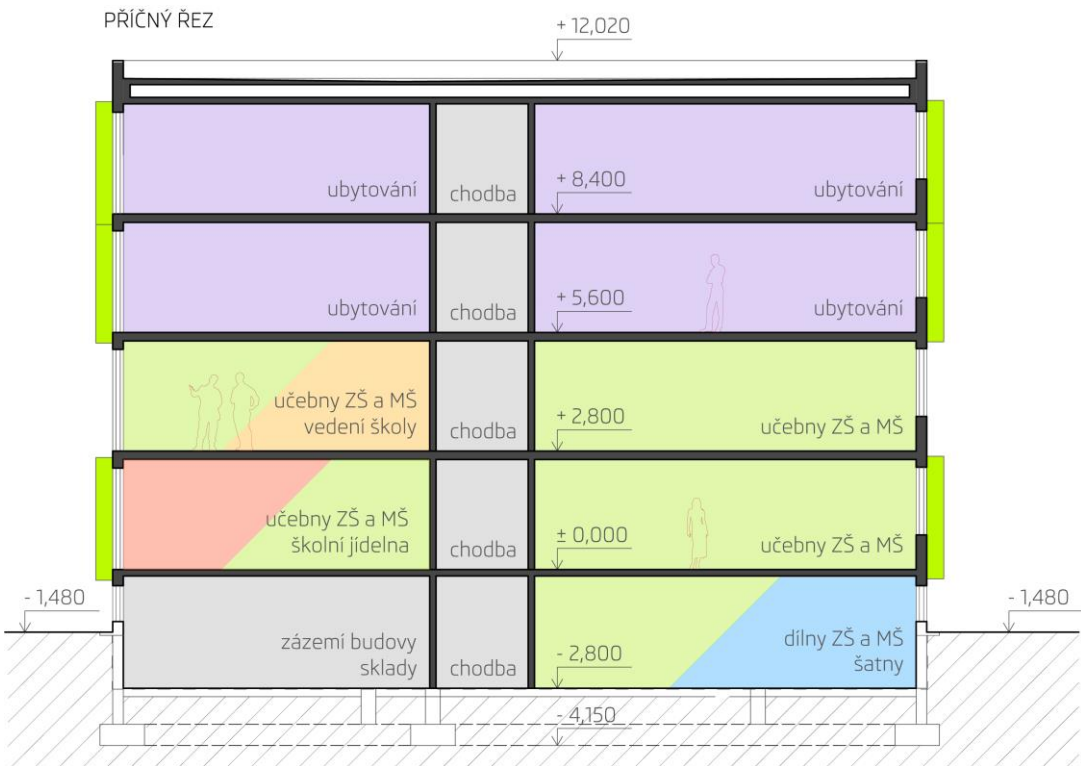 PŘÍČNÝ ŘEZ
+ 12,020
ubytování
chodba
+ 8,400
ubytování
ubytování
chodba
+ 5,600
ubytování
učebny ZŠ a MŠ
vedení školy
chodba
+ 2,800
učebny ZŠ a MŠ
učebny ZŠ a MŠ
školní jídelna
chodba
± 0,000
učebny ZŠ a MŠ
- 1,480
- 1,480
zázemí budovy
sklady
chodba
- 2,800
dílny ZŠ a MŠ
šatny
- 4,150